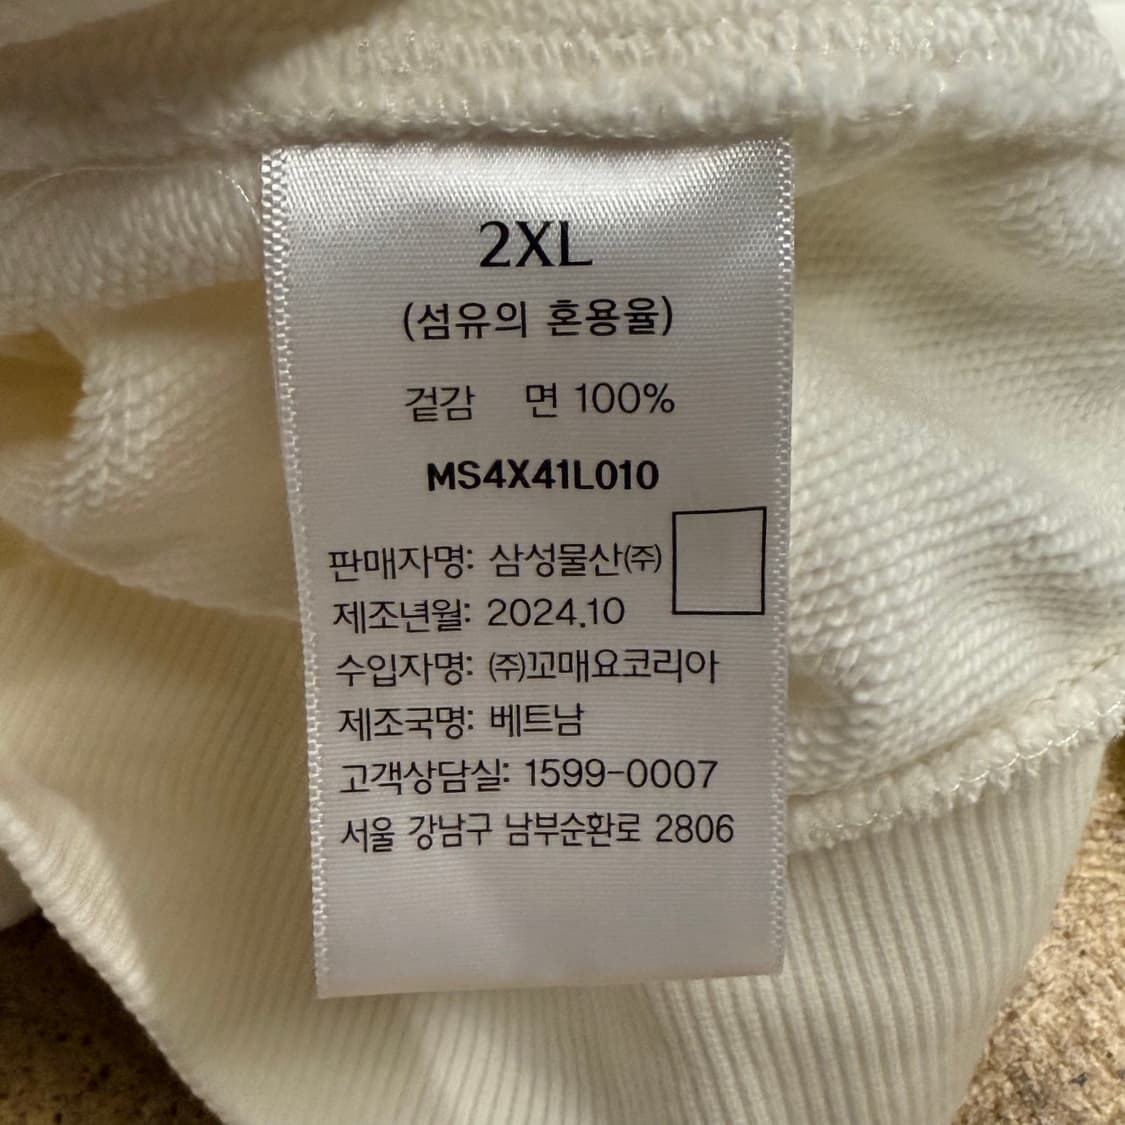 2XL
(섬유의 혼용율)
겉감 면 100%
MS4X41L010
판매자명: 삼성물산㈜
제조년월: 2024.10
수입자명: ㈜꼬매요코리아
제조국명: 베트남
고객상담실: 1599-0007
서울 강남구 남부순환로 2806